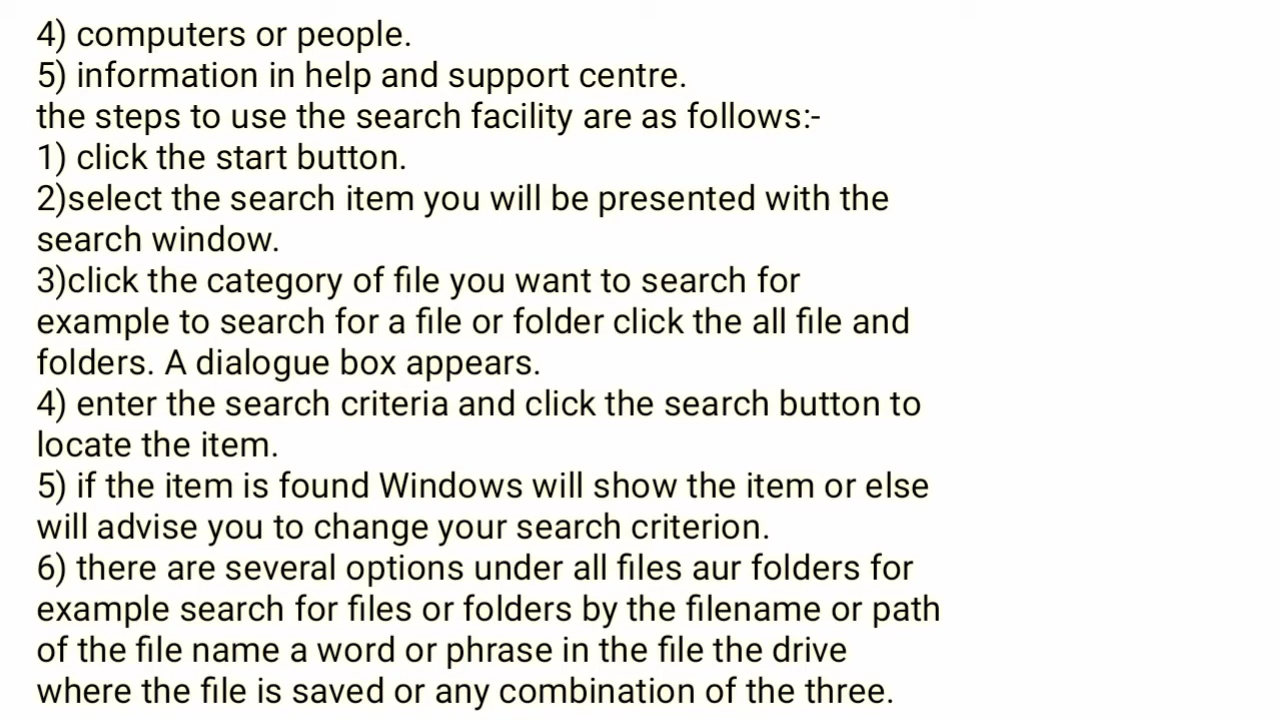 4) computers or people.
5) information in help and support centre.
the steps to use the search facility are as follows:-
1) click the start button.
2)select the search item you will be presented with the
search window.
3)click the category of file you want to search for
example to search for a file or folder click the all file and
folders. A dialogue box appears.
4) enter the search criteria and click the search button to
locate the item.
5) if the item is found Windows will show the item or else
will advise you to change your search criterion.
6) there are several options under all files aur folders for
example search for files or folders by the filename or path
of the file name a word or phrase in the file the drive
where the file is saved or any combination of the three.